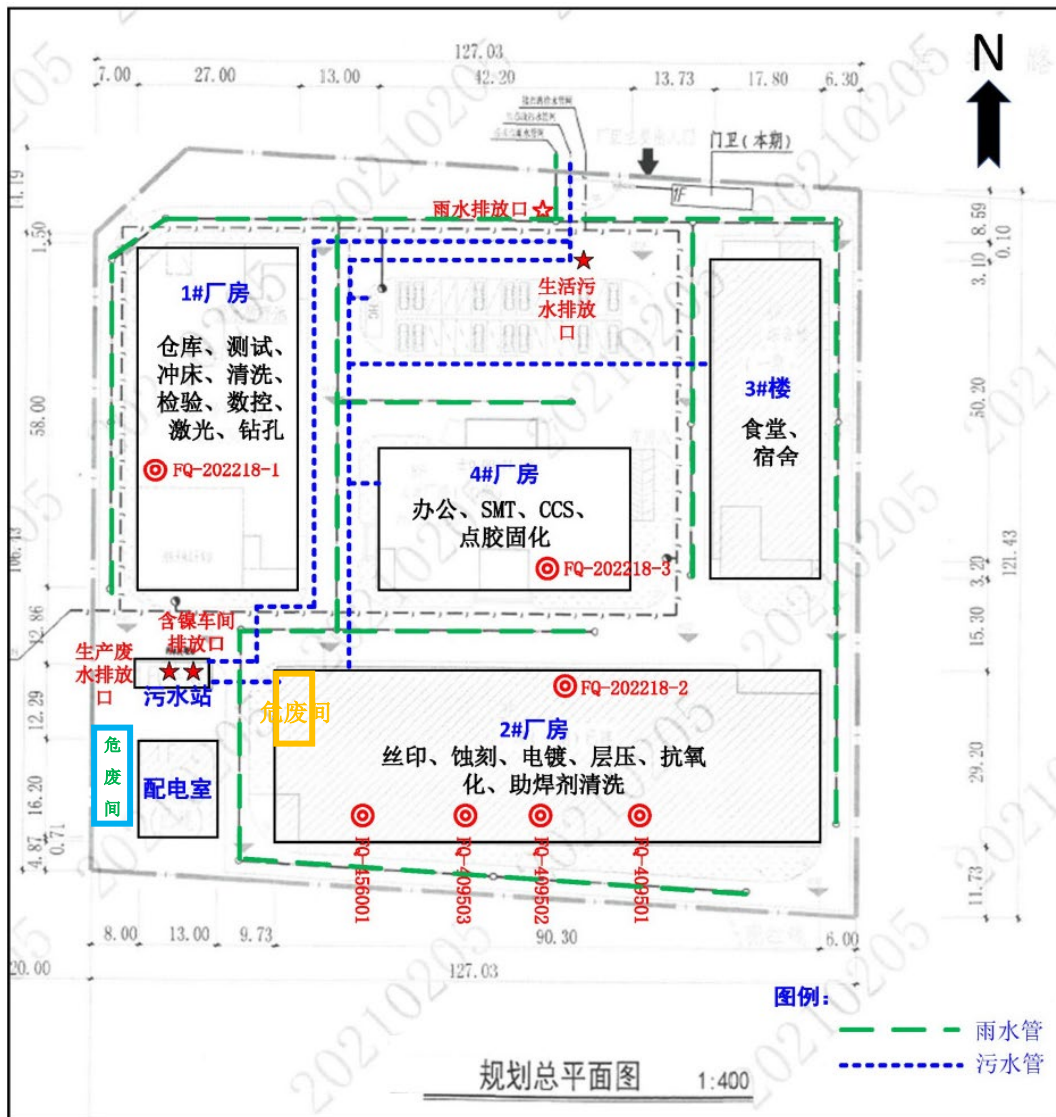 127.03
7.00
27.00
13.00
42.20
13.73
17.80
6.30
N
门卫(本期)
1F
雨水排放口
生活污
水排放
口
1#厂房
仓库、测试、
冲床、清洗、
检验、数控、
激光、钻孔
FQ-202218-1
3#楼
食堂、
宿舍
4#厂房
办公、SMT、CCS、
点胶固化
FQ-202218-3
含镍车间
排放口
生产废
水排放
口
污水站
危废间
FQ-202218-2
2#厂房
丝印、蚀刻、电镀、层压、抗氧
化、助焊剂清洗
危
废
间
1F
配电室
FQ-456001
FQ-409503
FQ-409502
FQ-409501
1.50
58.00
12.86
12.29
16.20
0.71
4.87
8.59
0.10
3.10
50.20
3.20
121.43
15.30
29.20
11.73
8.00
13.00
9.73
90.30
6.00
20.00
127.03
图例：
雨水管
污水管
规划总平面图
1:400
20210205